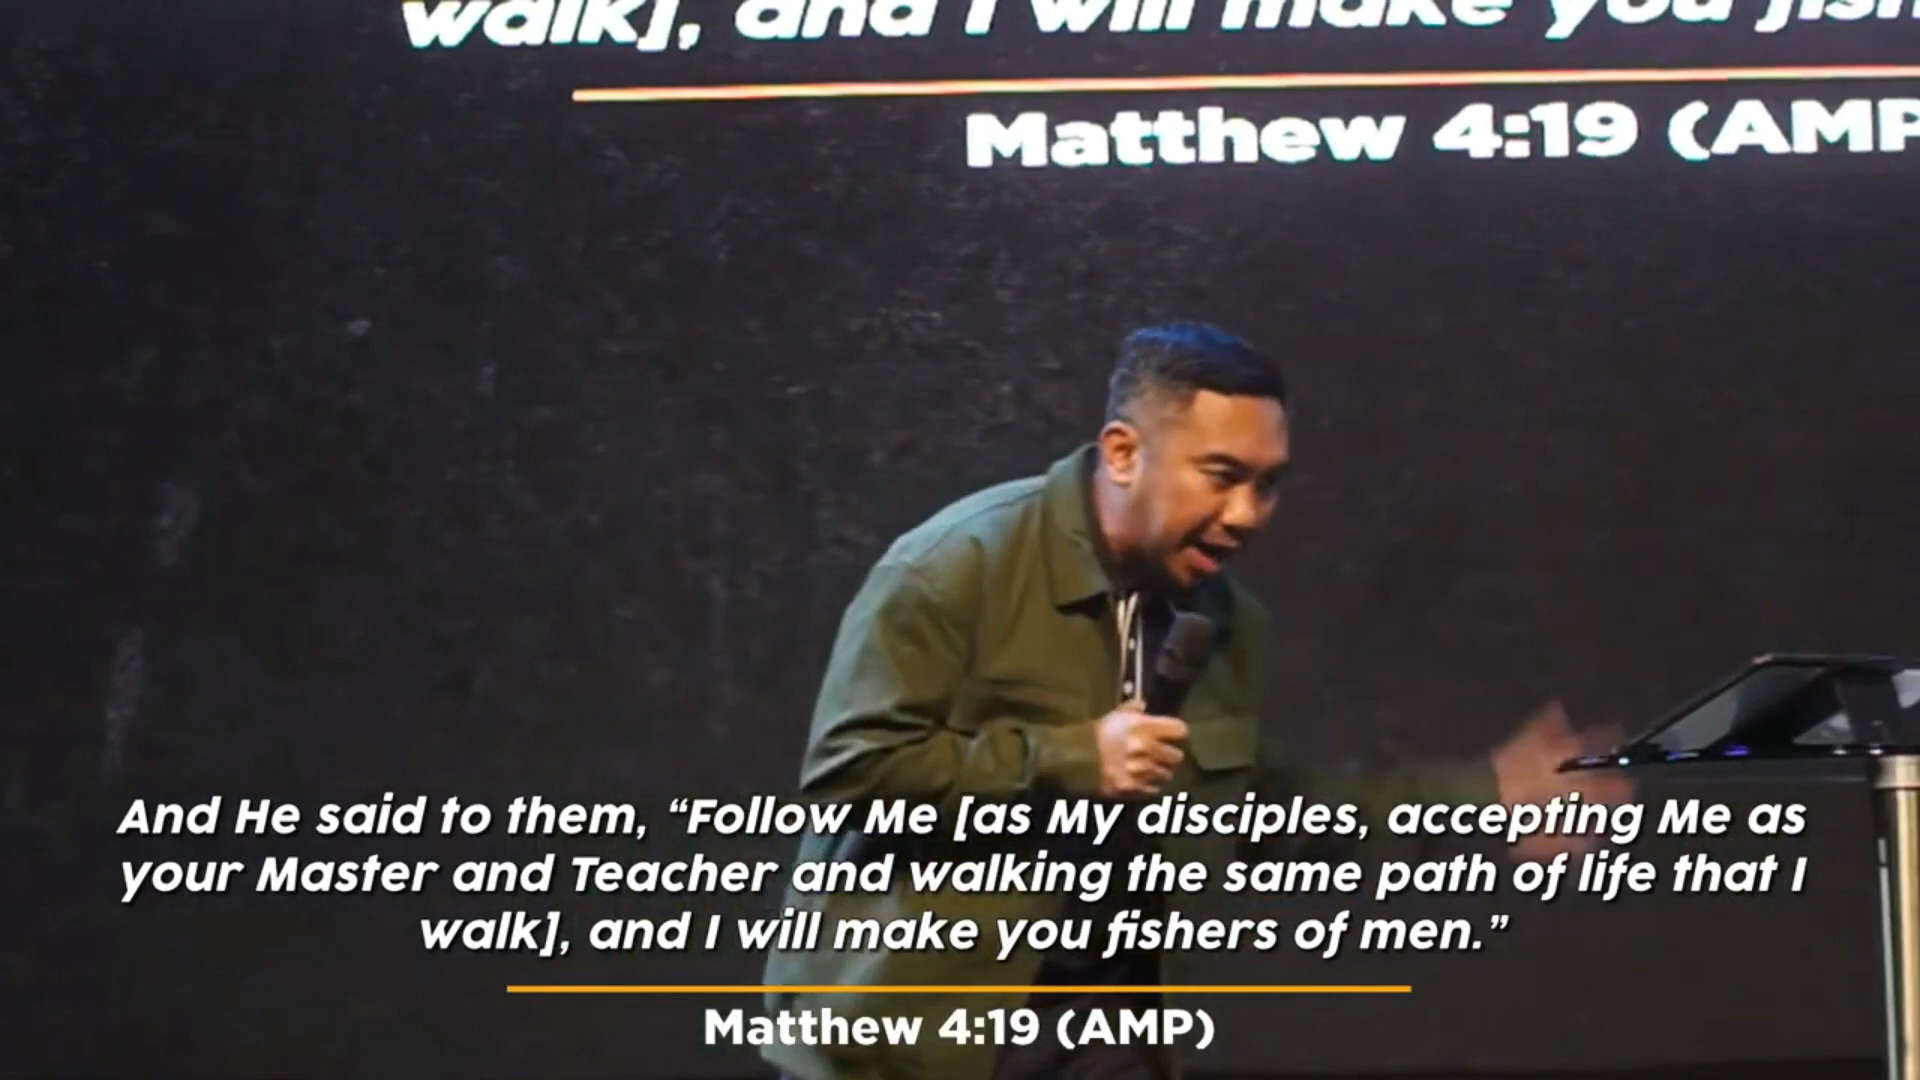 walk], and I will make you
Matthew 4:19 (AMP
And He said to them, “Follow Me [as My disciples, accepting Me as
your Master and Teacher and walking the same path of life that I
walk], and I will make you fishers of men.”
Matthew 4:19 (AMP)